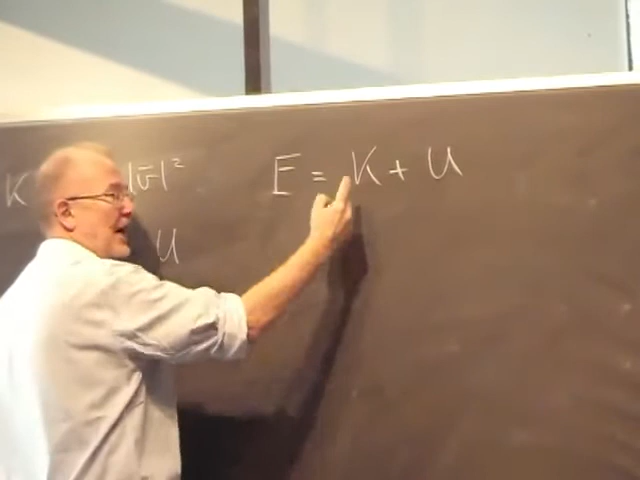 K |v̄|²
E = K + U
U